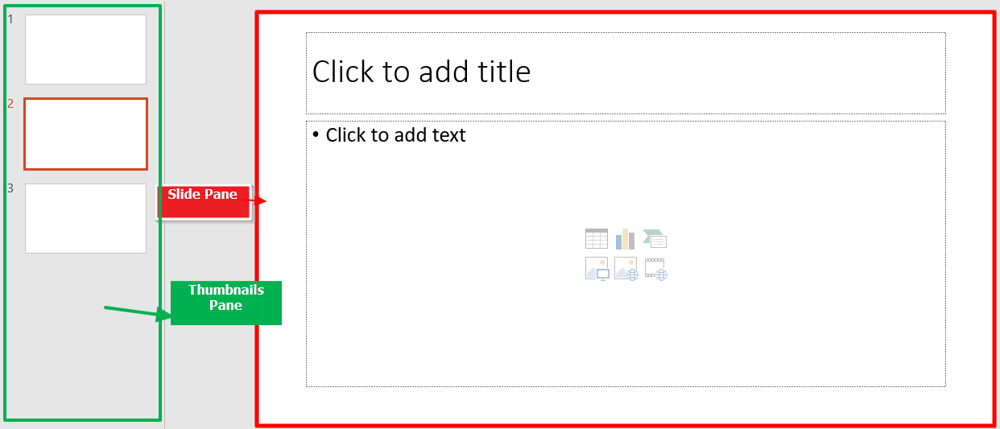 1
2
3
Slide Pane
Thumbnails
Pane
Click to add title
• Click to add text